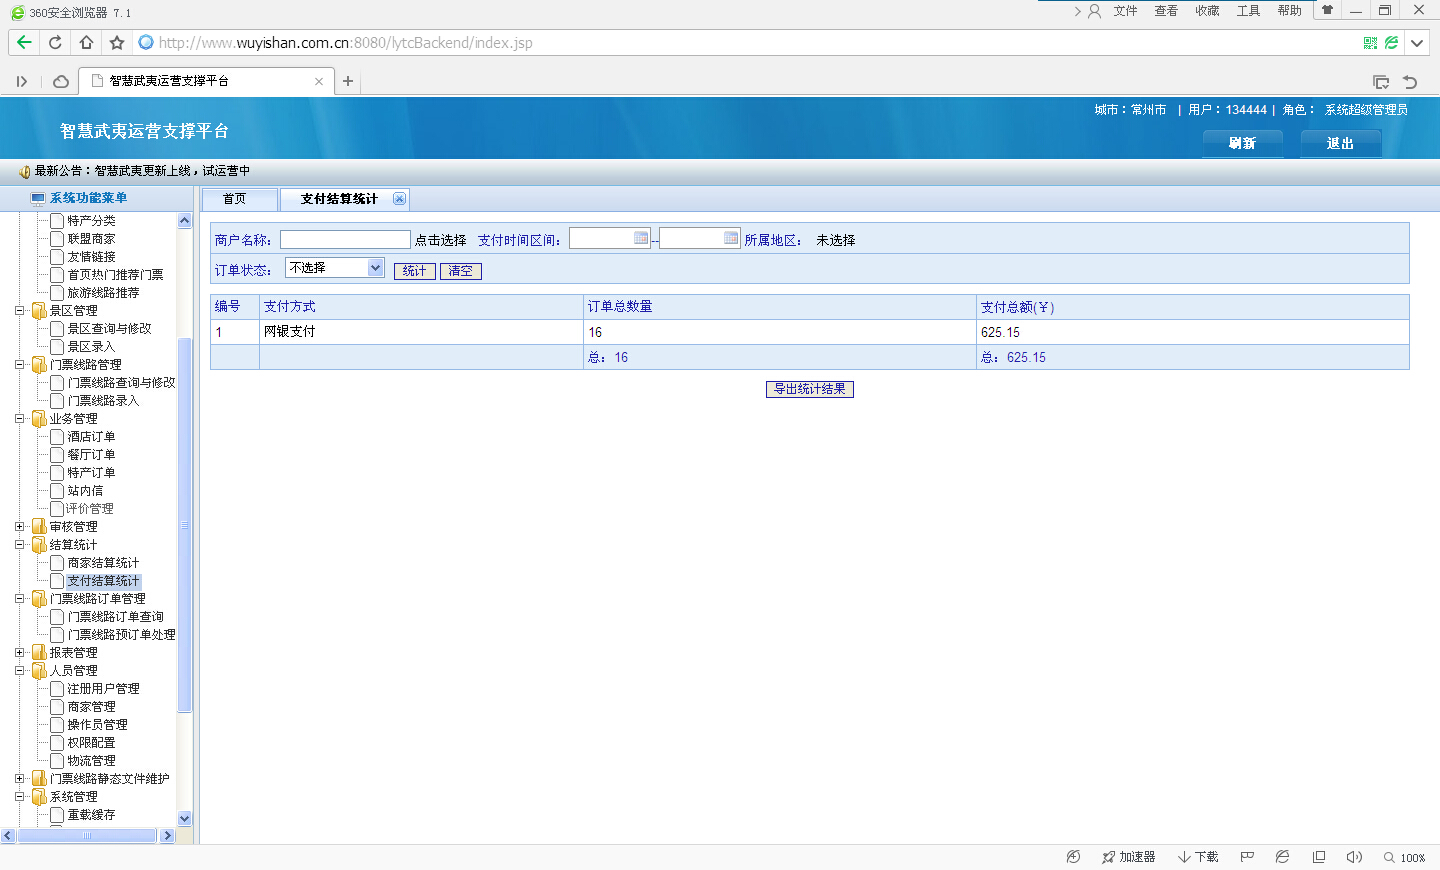 360安全浏览器 7.1
文件 查看 收藏 工具 帮助
http://www.wuyishan.com.cn:8080/lytcBackend/index.jsp
智慧武夷运营支撑平台
城市：常州市 | 用户：134444 | 角色： 系统超级管理员
智慧武夷运营支撑平台
刷新 退出
最新公告：智慧武夷更新上线，试运营中
系统功能菜单
特产分类
联盟商家
友情链接
首页热门推荐门票
旅游线路推荐
景区管理
景区查询与修改
景区录入
门票线路管理
门票线路查询与修改
门票线路录入
业务管理
酒店订单
餐厅订单
特产订单
站内信
评价管理
审核管理
结算统计
商家结算统计
支付结算统计
门票线路订单管理
门票线路订单查询
门票线路预订单处理
报表管理
人员管理
注册用户管理
商家管理
操作员管理
权限配置
物流管理
门票线路静态文件维护
系统管理
重载缓存
首页 支付结算统计
商户名称： 点击选择 支付时间区间： -- 所属地区： 未选择
订单状态： 不选择 统计 清空
编号 支付方式 订单总数量 支付总额(￥)
1 网银支付 16 625.15
总：16 总：625.15
导出统计结果
加速器 下载 100%